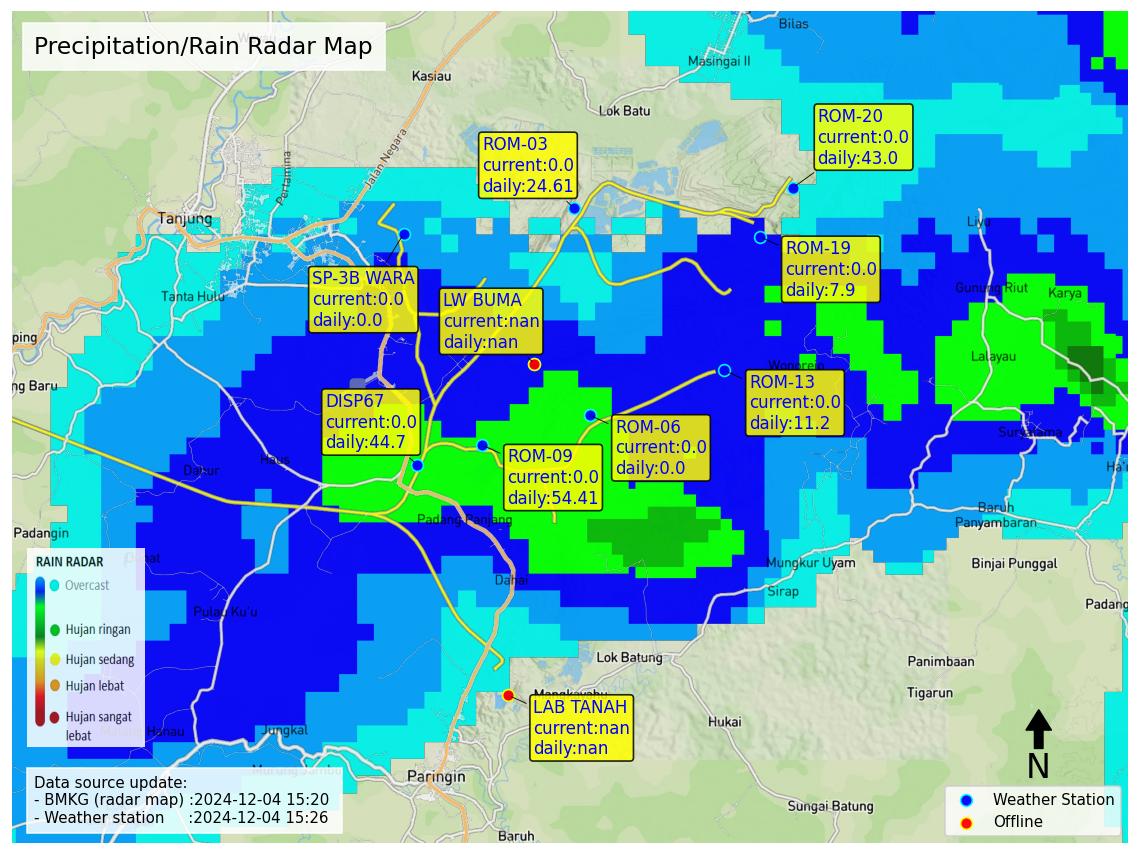 Precipitation/Rain Radar Map
Bilas
Masingai II
Kasiau
Lok Batu
ROM-20
current:0.0
daily:43.0
ROM-03
current:0.0
daily:24.61
Jalan Negara
Pertamina
Tanjung
Liyu
ROM-19
current:0.0
daily:7.9
SP-3B WARA
current:0.0
daily:0.0
LW BUMA
current:nan
daily:nan
Tanta Hulu
Gunung Riut
Karya
ping
Lalayau
ng Baru
ROM-13
current:0.0
daily:11.2
DISP67
current:0.0
daily:44.7
ROM-06
current:0.0
daily:0.0
ROM-09
current:0.0
daily:54.41
Dahur
Haus
Padang Panjang
Baruh
Panyambaran
Padangin
Mungkur Uyam
Binjai Punggal
Dahai
Sirap
Padang
Pulau Ku'u
RAIN RADAR
Overcast
Hujan ringan
Hujan sedang
Hujan lebat
Hujan sangat
lebat
Lok Batung
Panimbaan
Tigarun
LAB TANAH
current:nan
daily:nan
Hukai
Jungkal
Paringin
Sungai Batung
Baruh
N
Data source update:
- BMKG (radar map) :2024-12-04 15:20
- Weather station :2024-12-04 15:26
Weather Station
Offline